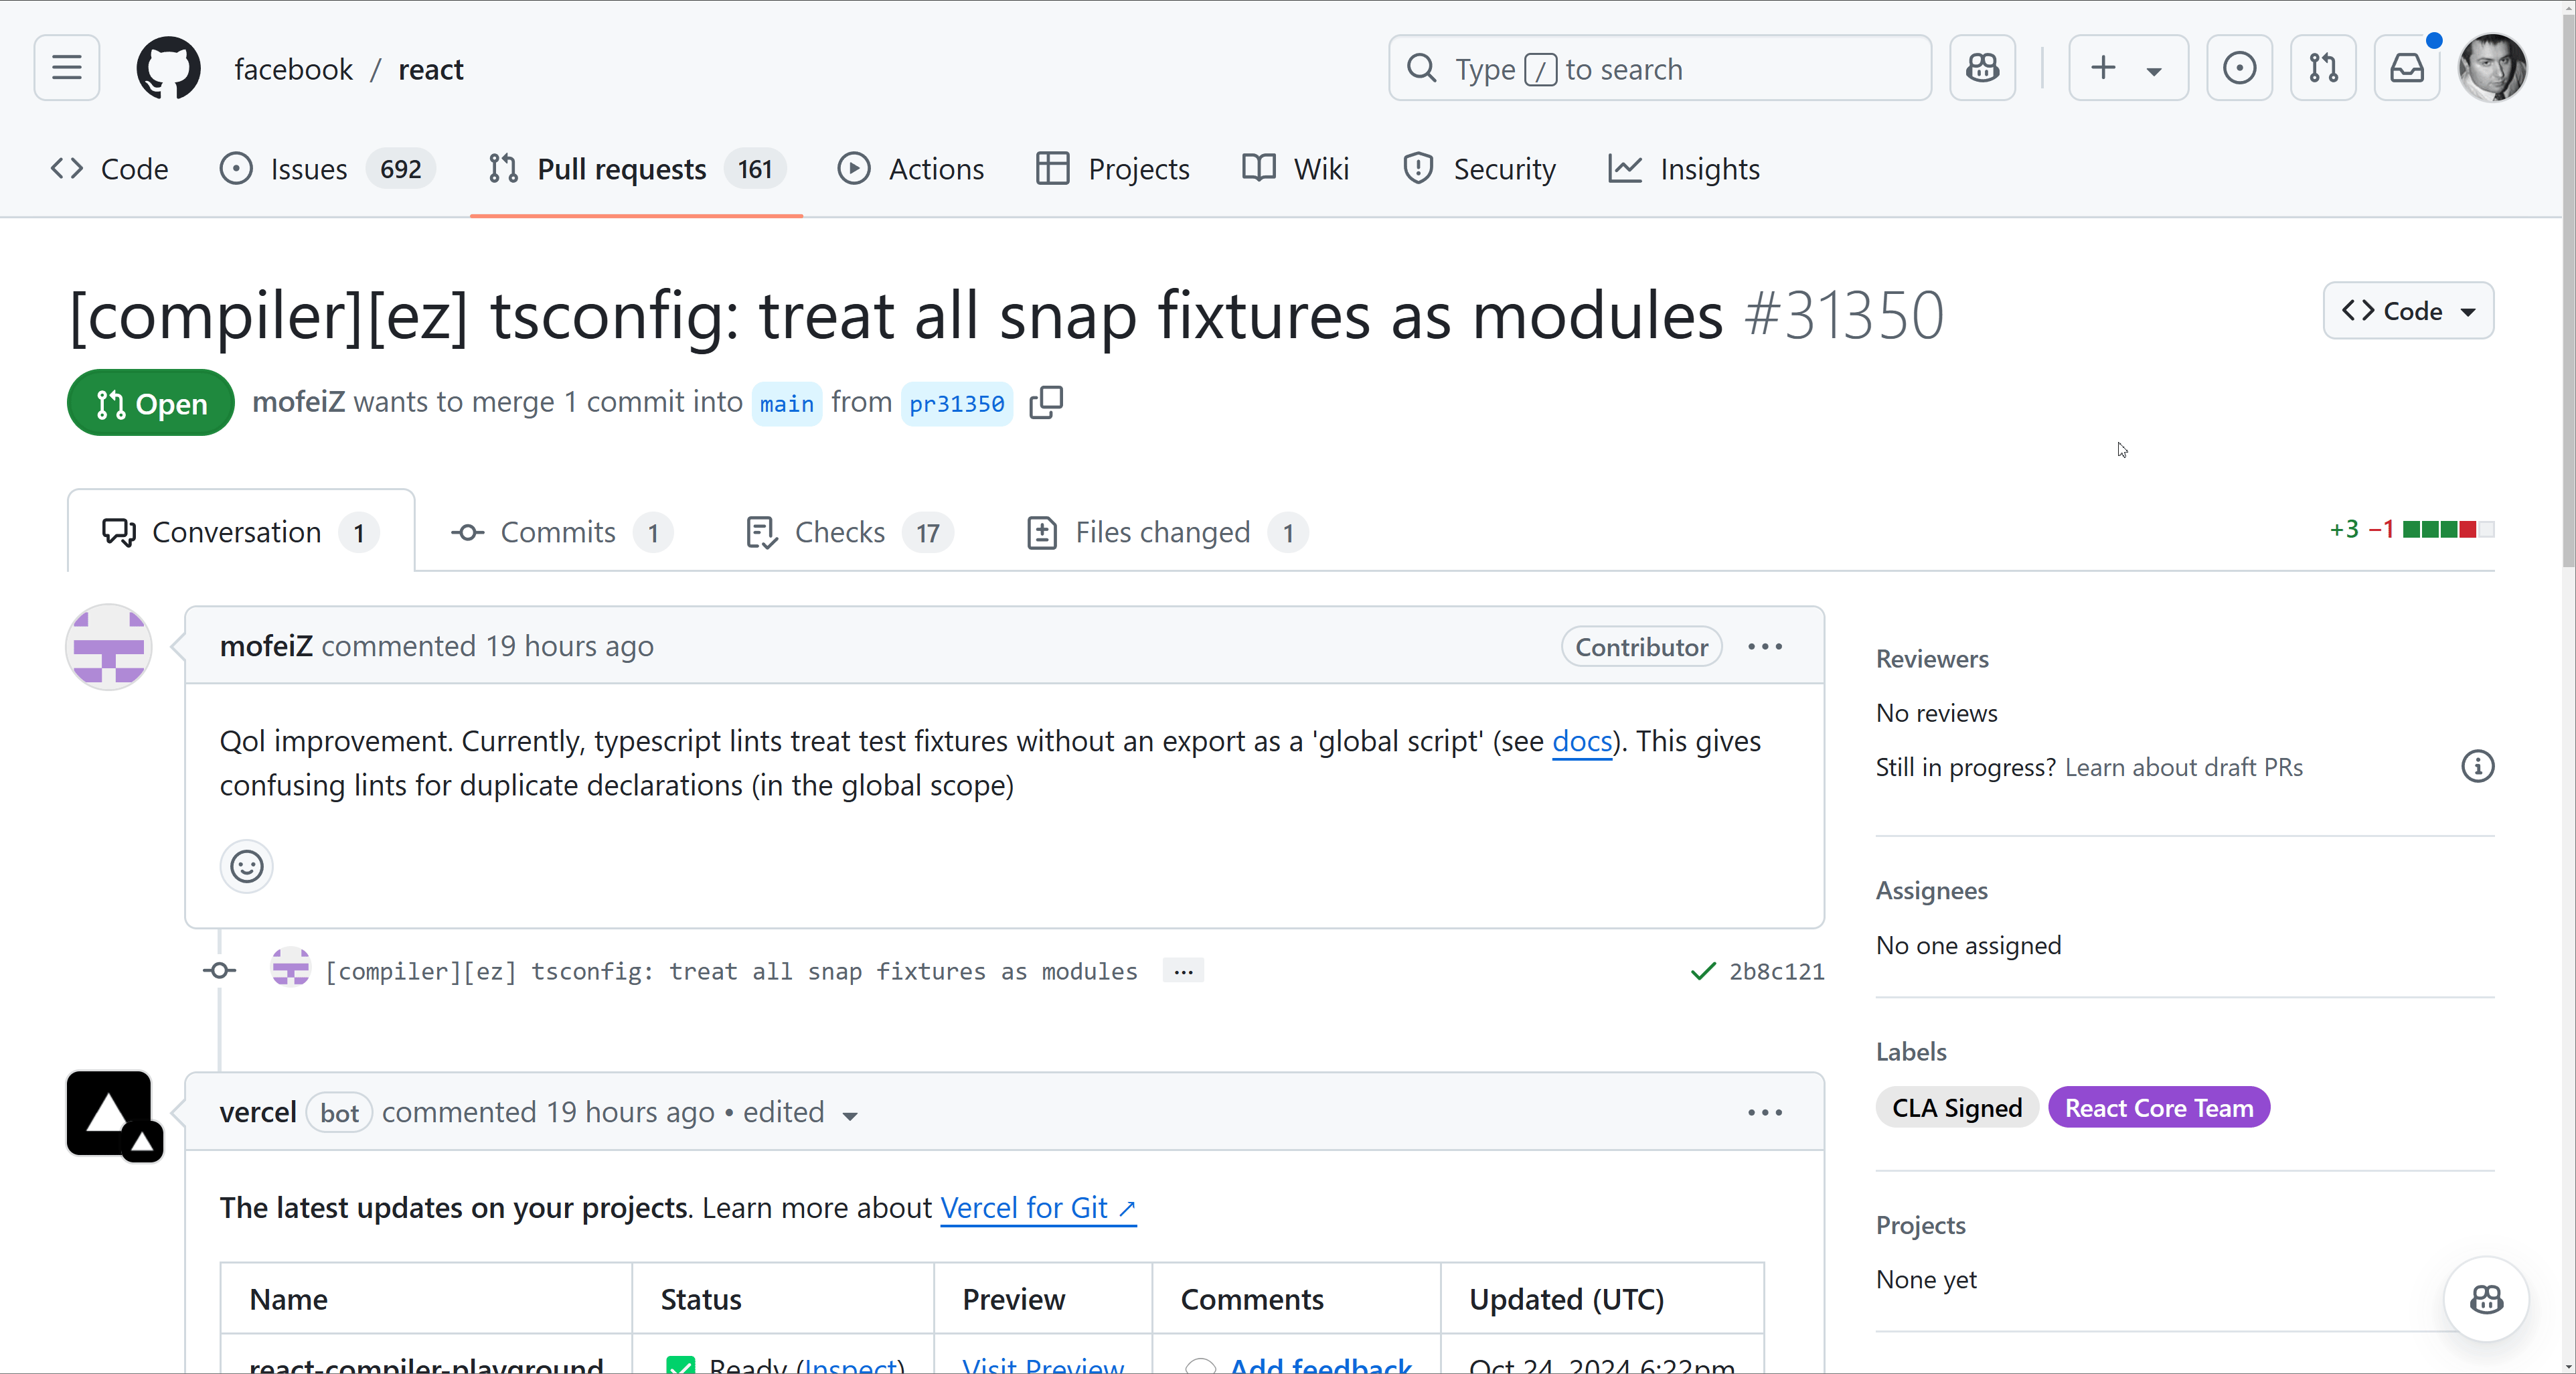 facebook / react
Type / to search
Code
Issues 692
Pull requests 161
Actions
Projects
Wiki
Security
Insights
[compiler][ez] tsconfig: treat all snap fixtures as modules #31350
Code
Open
mofeiZ wants to merge 1 commit into main from pr31350
Conversation 1
Commits 1
Checks 17
Files changed 1
+3 −1
mofeiZ commented 19 hours ago
Contributor
Qol improvement. Currently, typescript lints treat test fixtures without an export as a 'global script' (see docs). This gives
confusing lints for duplicate declarations (in the global scope)
[compiler][ez] tsconfig: treat all snap fixtures as modules ...
2b8c121
vercel bot commented 19 hours ago • edited
The latest updates on your projects. Learn more about Vercel for Git ↗
Name Status Preview Comments Updated (UTC)
react-compiler-playground ✅ Ready (Inspect) Visit Preview Add feedback Oct 24, 2024 6:22pm
Reviewers
No reviews
Still in progress? Learn about draft PRs
Assignees
No one assigned
Labels
CLA Signed React Core Team
Projects
None yet